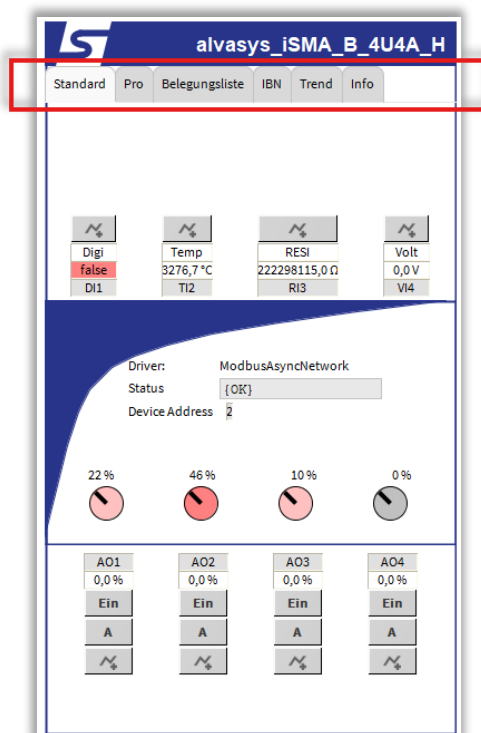 alvasys_iSMA_B_4U4A_H
Standard Pro Belegungsliste IBN Trend Info
Digi Temp RESI Volt
false 3276,7 °C 222298115,0 Ω 0,0 V
DI1 TI2 RI3 VI4
Driver: ModbusAsyncNetwork
Status {OK}
Device Address 2
22 % 46 % 10 % 0 %
AO1 AO2 AO3 AO4
0,0 % 0,0 % 0,0 % 0,0 %
Ein Ein Ein Ein
A A A A